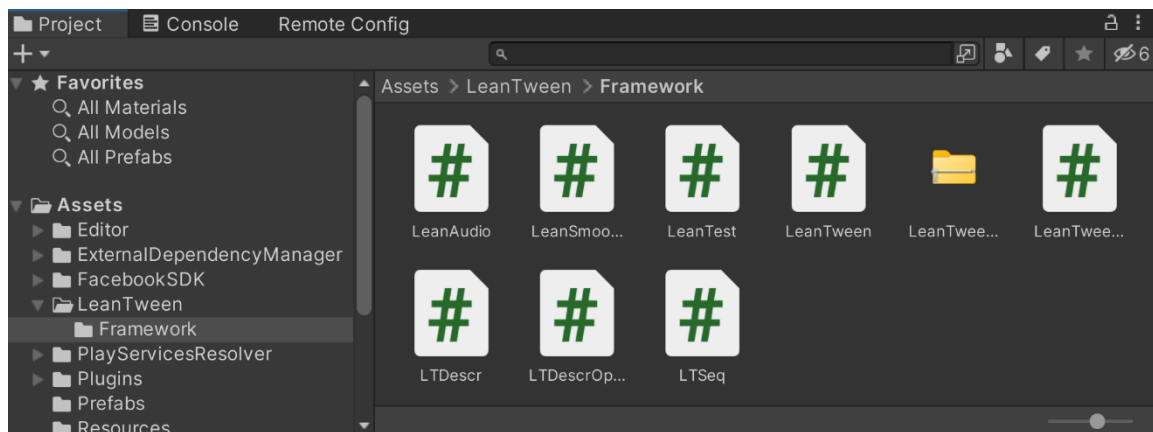 Project
Console
Remote Config
6
Favorites
All Materials
All Models
All Prefabs
Assets
Editor
ExternalDependencyManager
FacebookSDK
LeanTween
Framework
PlayServicesResolver
Plugins
Prefabs
Resources
Assets > LeanTween > Framework
LeanAudio
LeanSmoo...
LeanTest
LeanTween
LeanTwee...
LeanTwee...
LTDescr
LTDescrOp...
LTSeq